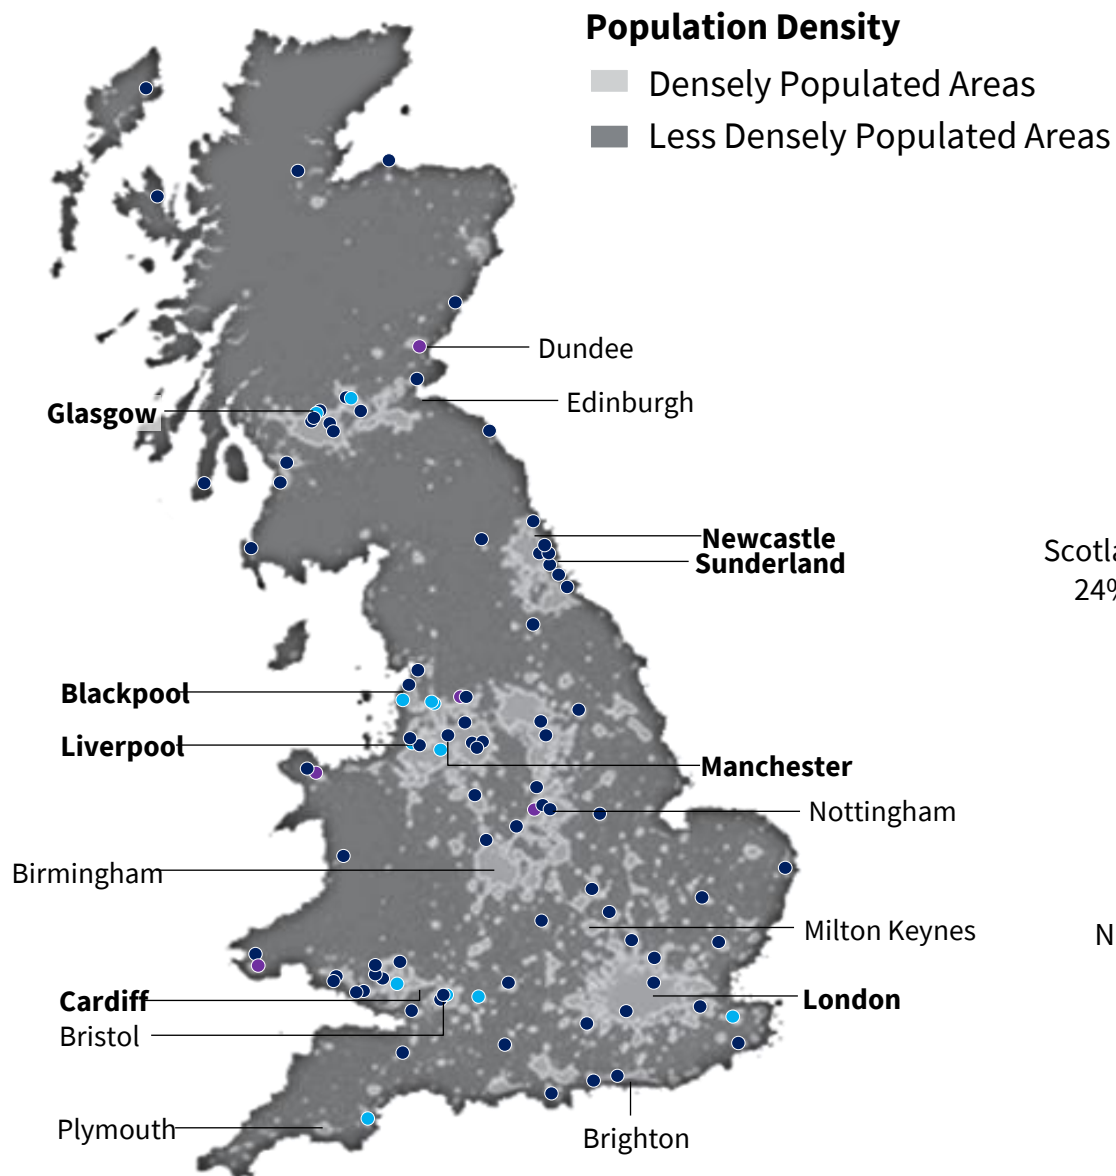 Population Density
Densely Populated Areas
Less Densely Populated Areas
Dundee
Edinburgh
Glasgow
Newcastle
Sunderland
24%
Blackpool
Liverpool
Manchester
Nottingham
Birmingham
Milton Keynes
N
Cardiff
London
Bristol
Plymouth
Brighton